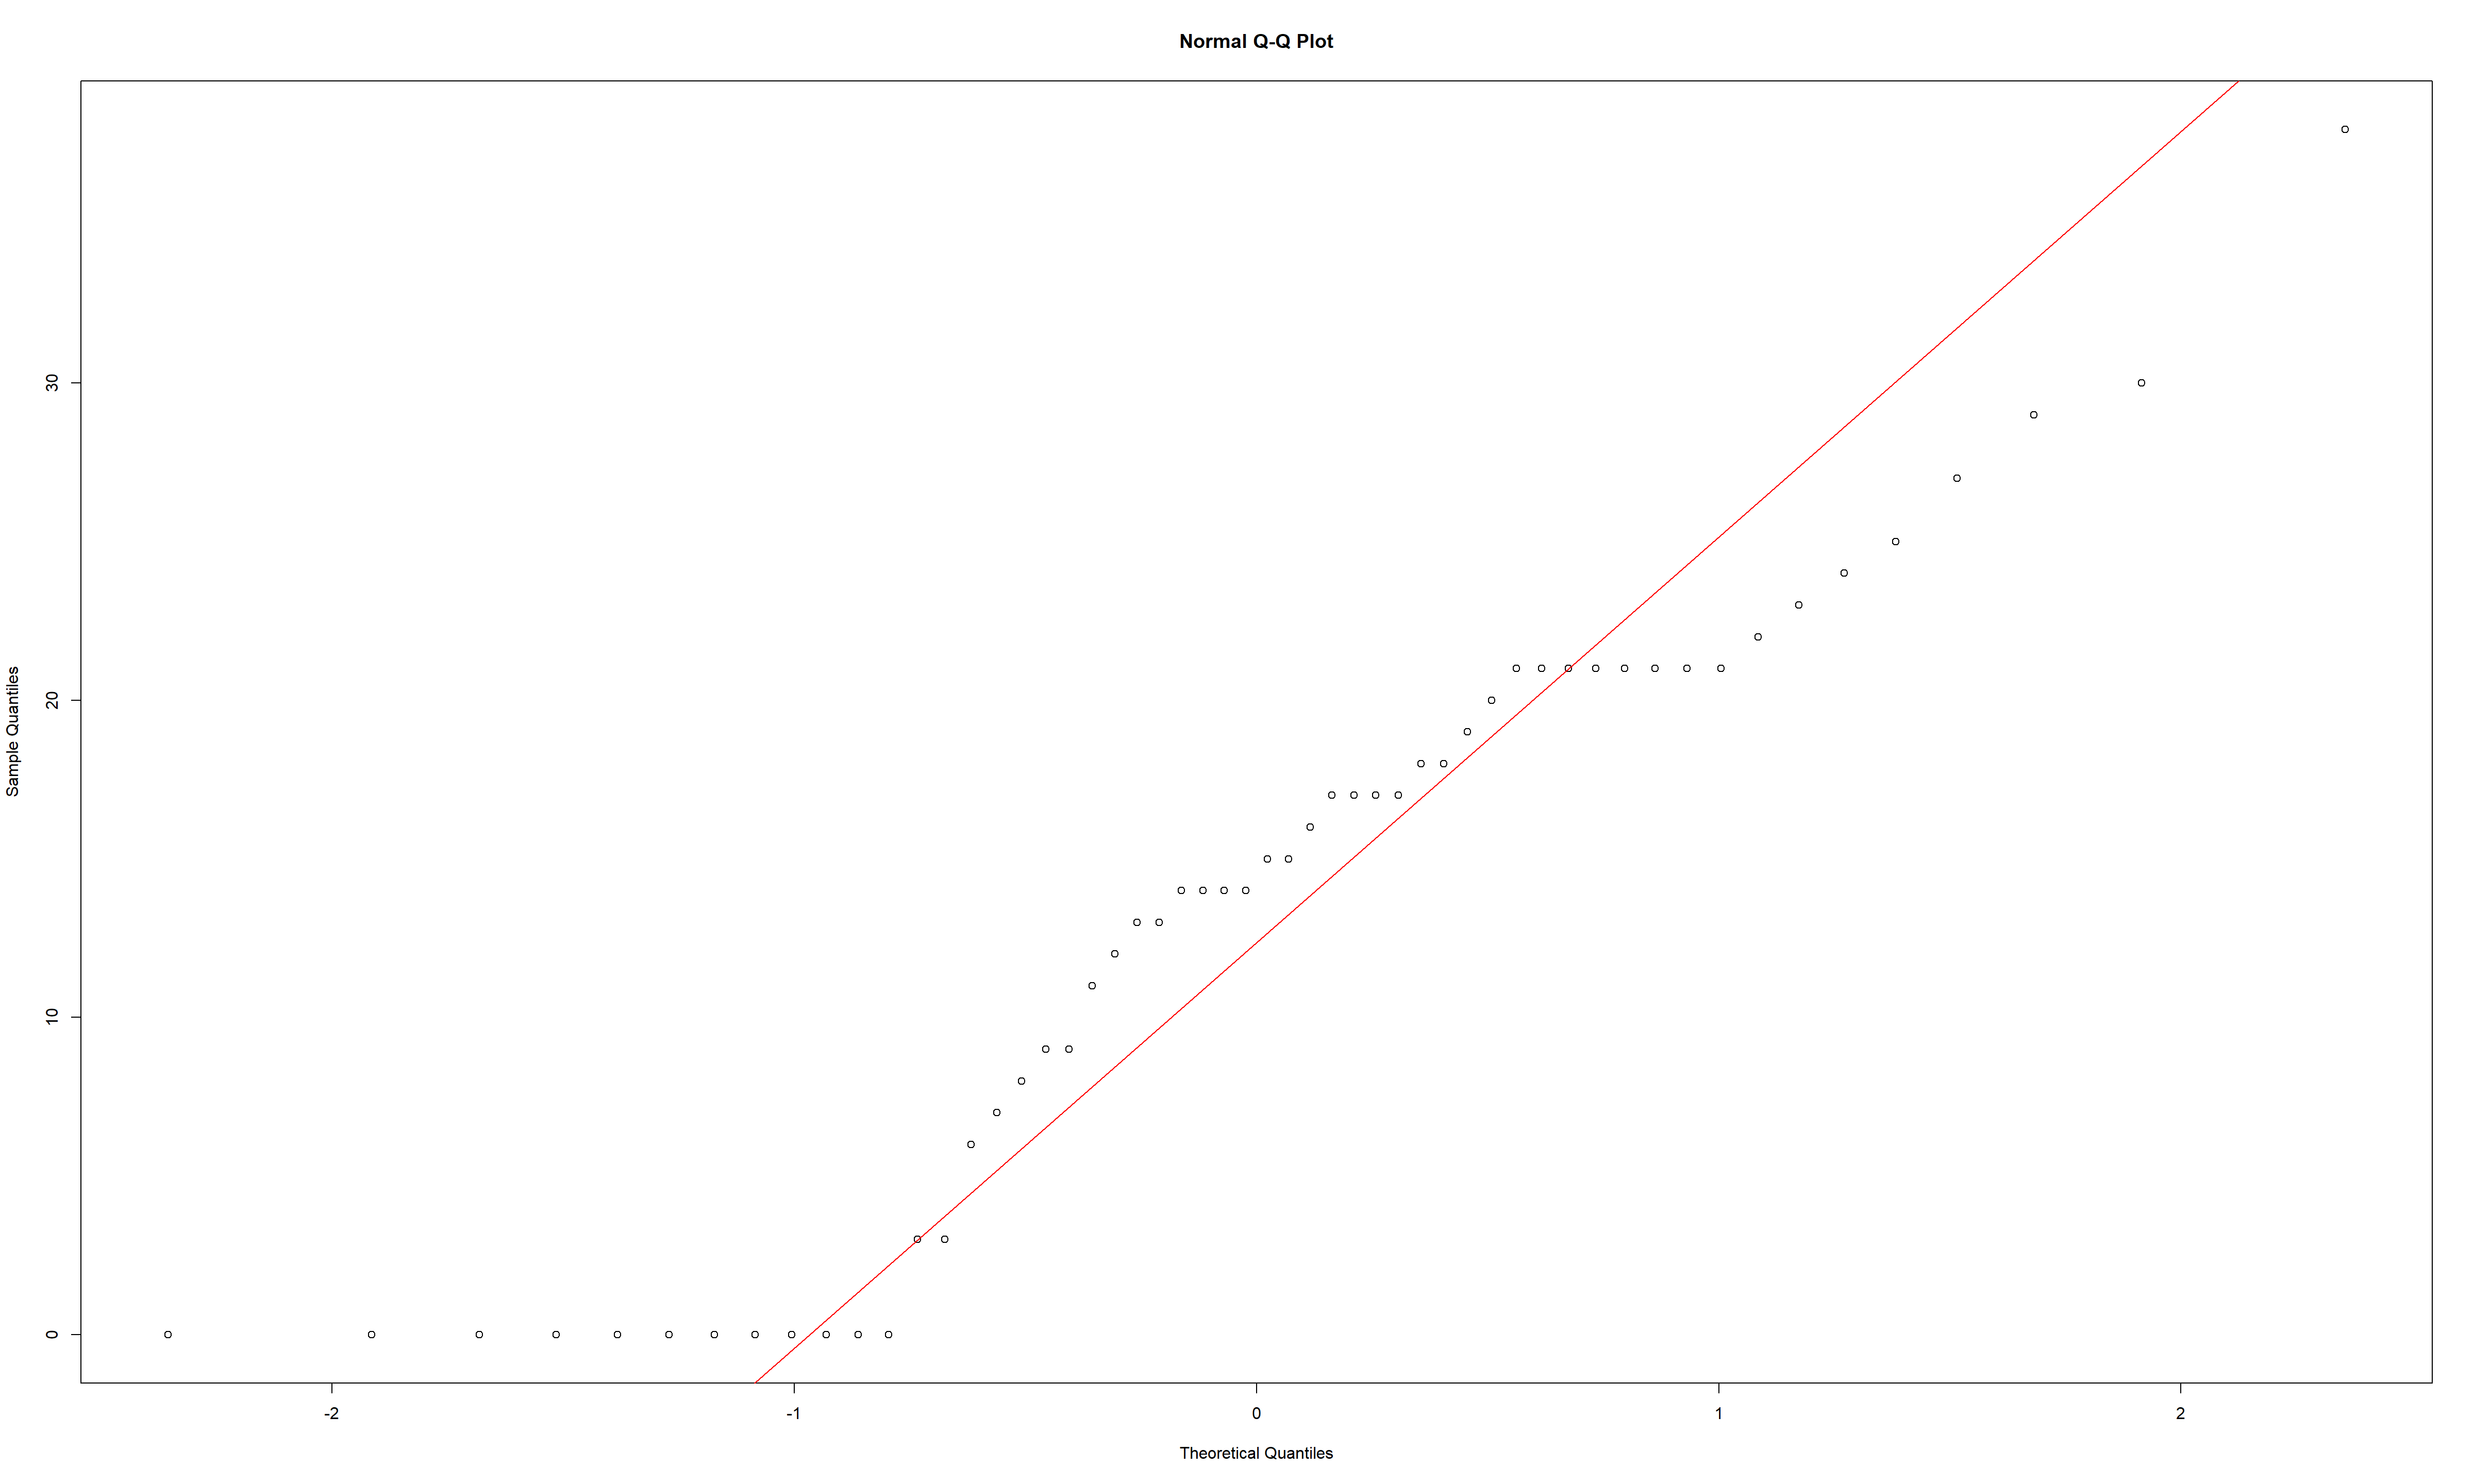 Normal Q-Q Plot
Sample Quantiles
30
20
10
0
-2 -1 0 1 2
Theoretical Quantiles